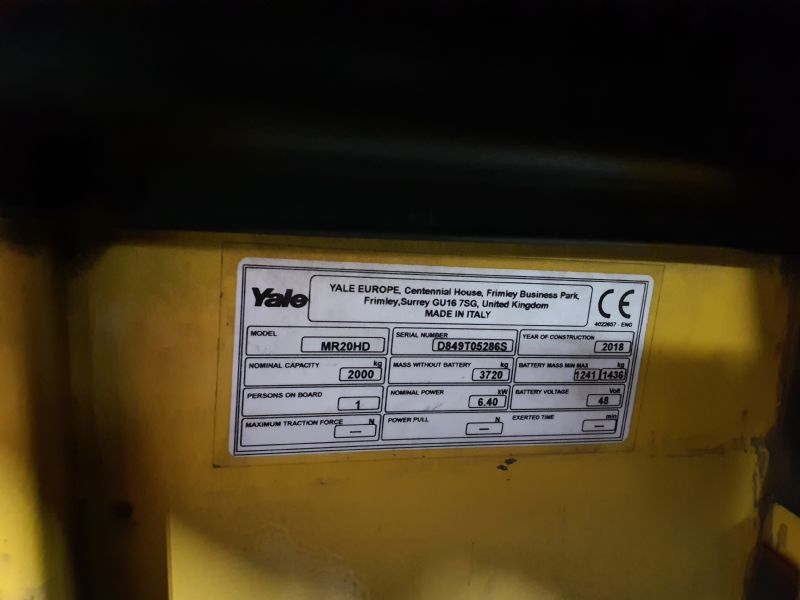 Yale
YALE EUROPE, Centennial House, Frimley Business Park,
Frimley,Surrey GU16 7SG, United Kingdom
MADE IN ITALY
CE
4022657 - ENG
MODEL
MR20HD
SERIAL NUMBER
D849T05286S
YEAR OF CONSTRUCTION
2018
NOMINAL CAPACITY kg
2000
MASS WITHOUT BATTERY kg
3720
BATTERY MASS MIN MAX kg
1241 1436
PERSONS ON BOARD
1
NOMINAL POWER kW
6.40
BATTERY VOLTAGE Volt
48
MAXIMUM TRACTION FORCE N
—
POWER PULL N
—
EXERTED TIME min
—